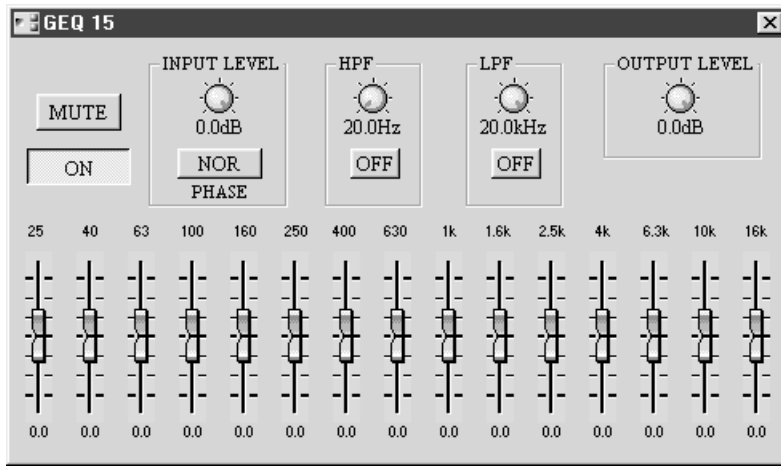 GEQ 15
INPUT LEVEL HPF LPF OUTPUT LEVEL
MUTE 0.0dB 20.0Hz 20.0kHz 0.0dB
ON NOR OFF OFF
PHASE
25 40 63 100 160 250 400 630 1k 1.6k 2.5k 4k 6.3k 10k 16k
0.0 0.0 0.0 0.0 0.0 0.0 0.0 0.0 0.0 0.0 0.0 0.0 0.0 0.0 0.0